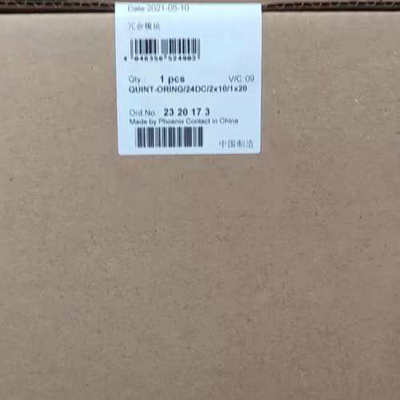 Date 2021-05-10
冗余模块
4 046356 524902
Qty.: 1 pcs V/C:09
QUINT-ORING/24DC/2x10/1x20
Ord.No.: 23 20 17 3
Made by Phoenix Contact in China
中国制造